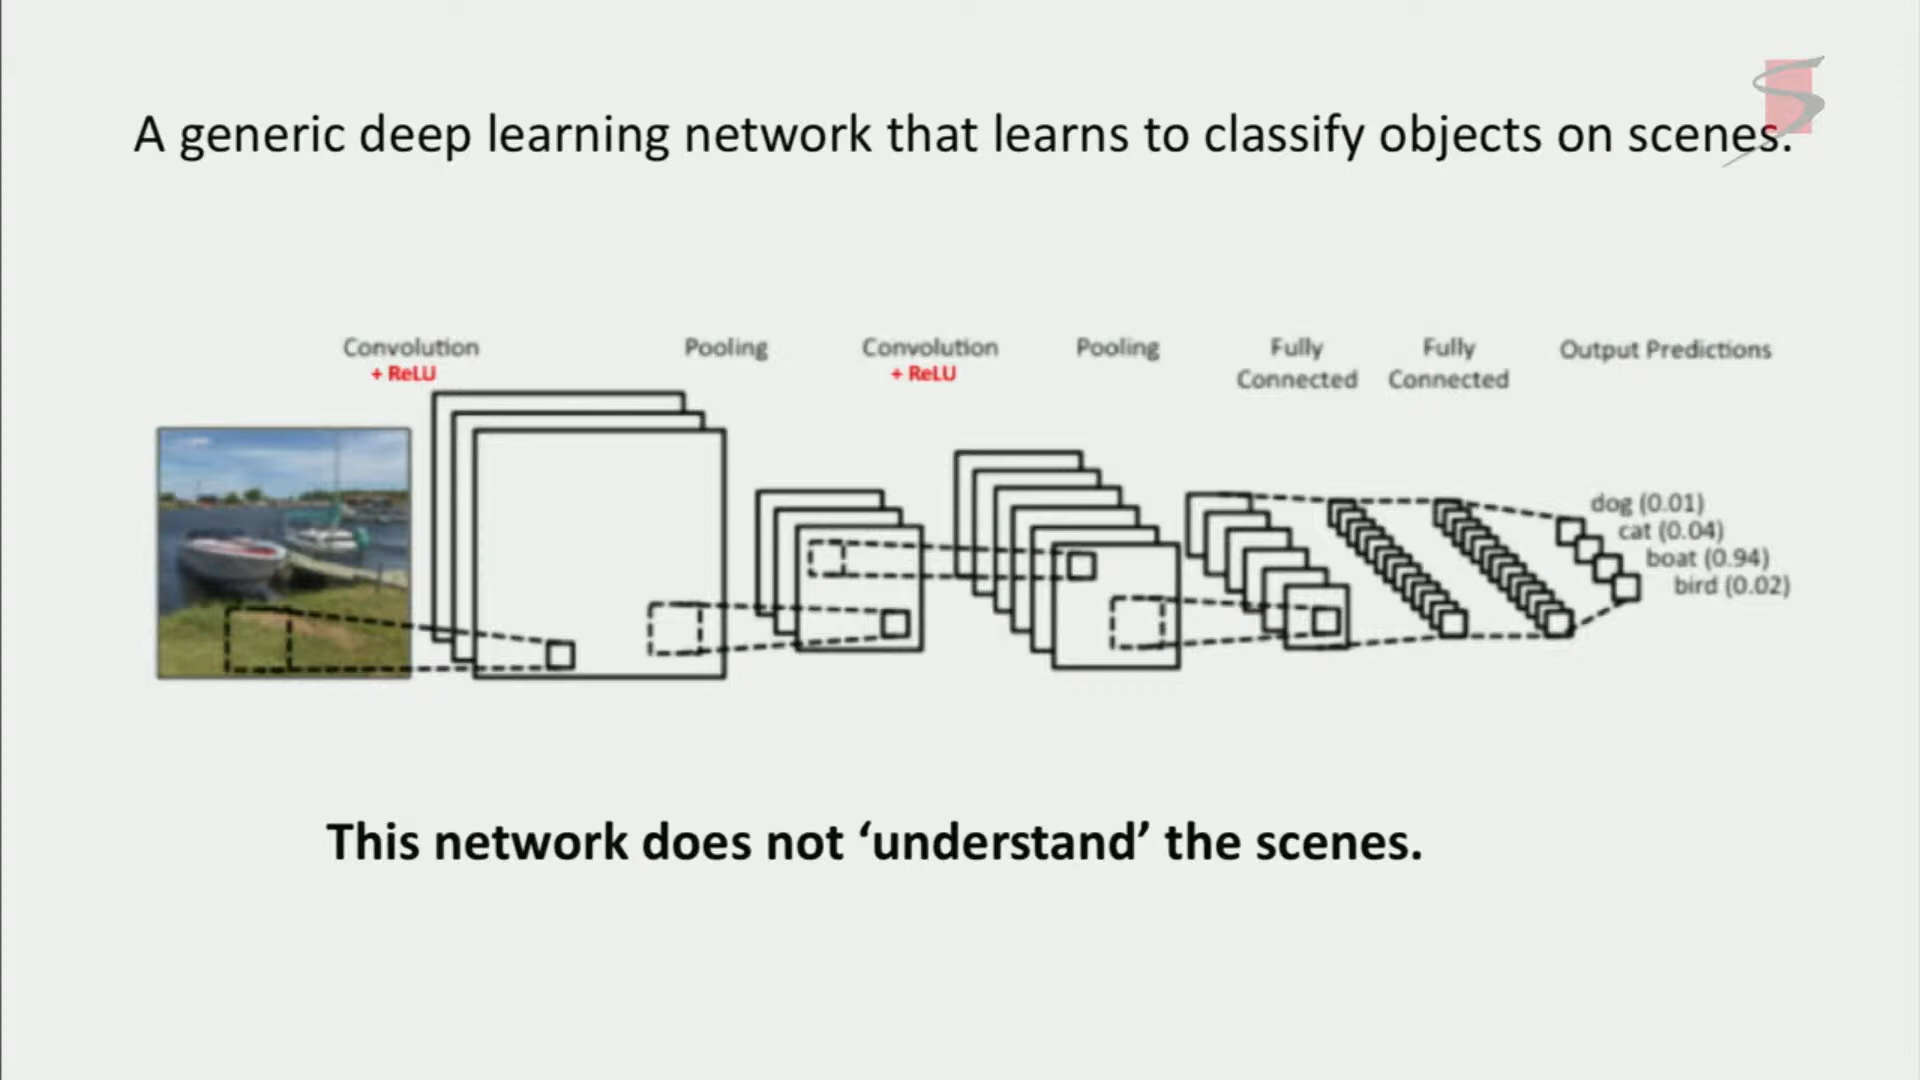 A generic deep learning network that learns to classify objects on scenes.
Convolution
+ ReLU
Pooling
Convolution
+ ReLU
Pooling
Fully
Connected
Fully
Connected
Output Predictions
dog (0.01)
cat (0.04)
boat (0.94)
bird (0.02)
This network does not ‘understand’ the scenes.